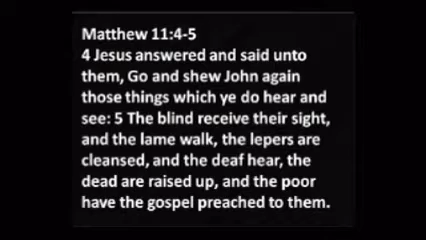 Matthew 11:4-5
4 Jesus answered and said unto
them, Go and shew John again
those things which ye do hear and
see: 5 The blind receive their sight,
and the lame walk, the lepers are
cleansed, and the deaf hear, the
dead are raised up, and the poor
have the gospel preached to them.